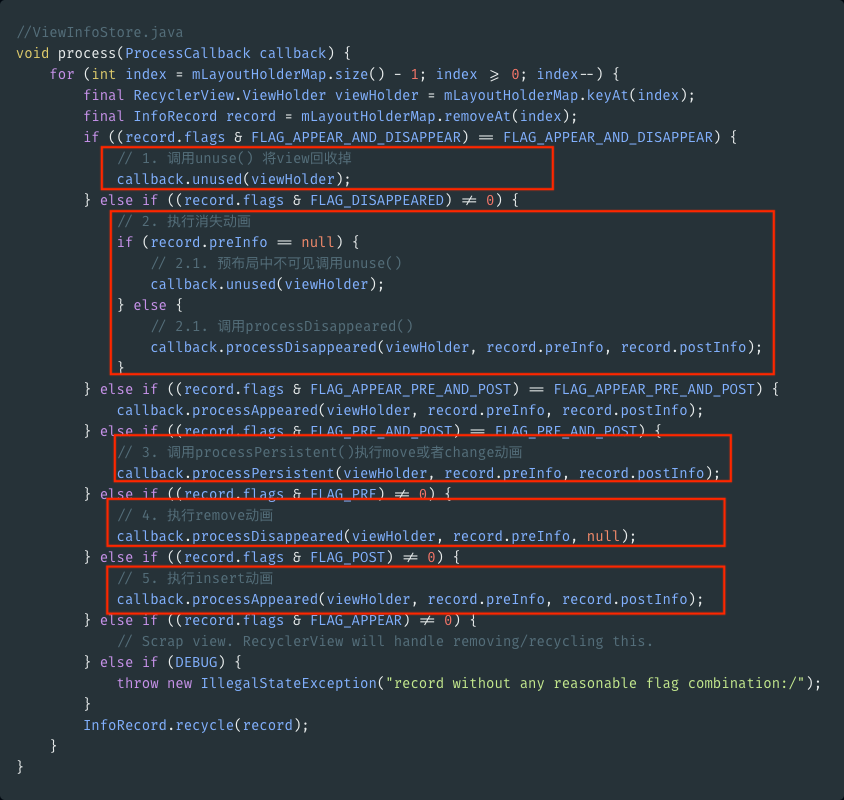 //ViewInfoStore.java
void process(ProcessCallback callback) {
    for (int index = mLayoutHolderMap.size() - 1; index >= 0; index--) {
        final RecyclerView.ViewHolder viewHolder = mLayoutHolderMap.keyAt(index);
        final InfoRecord record = mLayoutHolderMap.removeAt(index);
        if ((record.flags & FLAG_APPEAR_AND_DISAPPEAR) == FLAG_APPEAR_AND_DISAPPEAR) {
            // 1. 调用unuse() 将view回收掉
            callback.unused(viewHolder);
        } else if ((record.flags & FLAG_DISAPPEARED) != 0) {
            // 2. 执行消失动画
            if (record.preInfo == null) {
                // 2.1. 预布局中不可见调用unuse()
                callback.unused(viewHolder);
            } else {
                // 2.1. 调用processDisappeared()
                callback.processDisappeared(viewHolder, record.preInfo, record.postInfo);
            }
        } else if ((record.flags & FLAG_APPEAR_PRE_AND_POST) == FLAG_APPEAR_PRE_AND_POST) {
            callback.processAppeared(viewHolder, record.preInfo, record.postInfo);
        } else if ((record.flags & FLAG_PRE_AND_POST) == FLAG_PRE_AND_POST) {
            // 3. 调用processPersistent()执行move或者change动画
            callback.processPersistent(viewHolder, record.preInfo, record.postInfo);
        } else if ((record.flags & FLAG_PRE) != 0) {
            // 4. 执行remove动画
            callback.processDisappeared(viewHolder, record.preInfo, null);
        } else if ((record.flags & FLAG_POST) != 0) {
            // 5. 执行insert动画
            callback.processAppeared(viewHolder, record.preInfo, record.postInfo);
        } else if ((record.flags & FLAG_APPEAR) != 0) {
            // Scrap view. RecyclerView will handle removing/recycling this.
        } else if (DEBUG) {
            throw new IllegalStateException("record without any reasonable flag combination:/");
        }
        InfoRecord.recycle(record);
    }
}